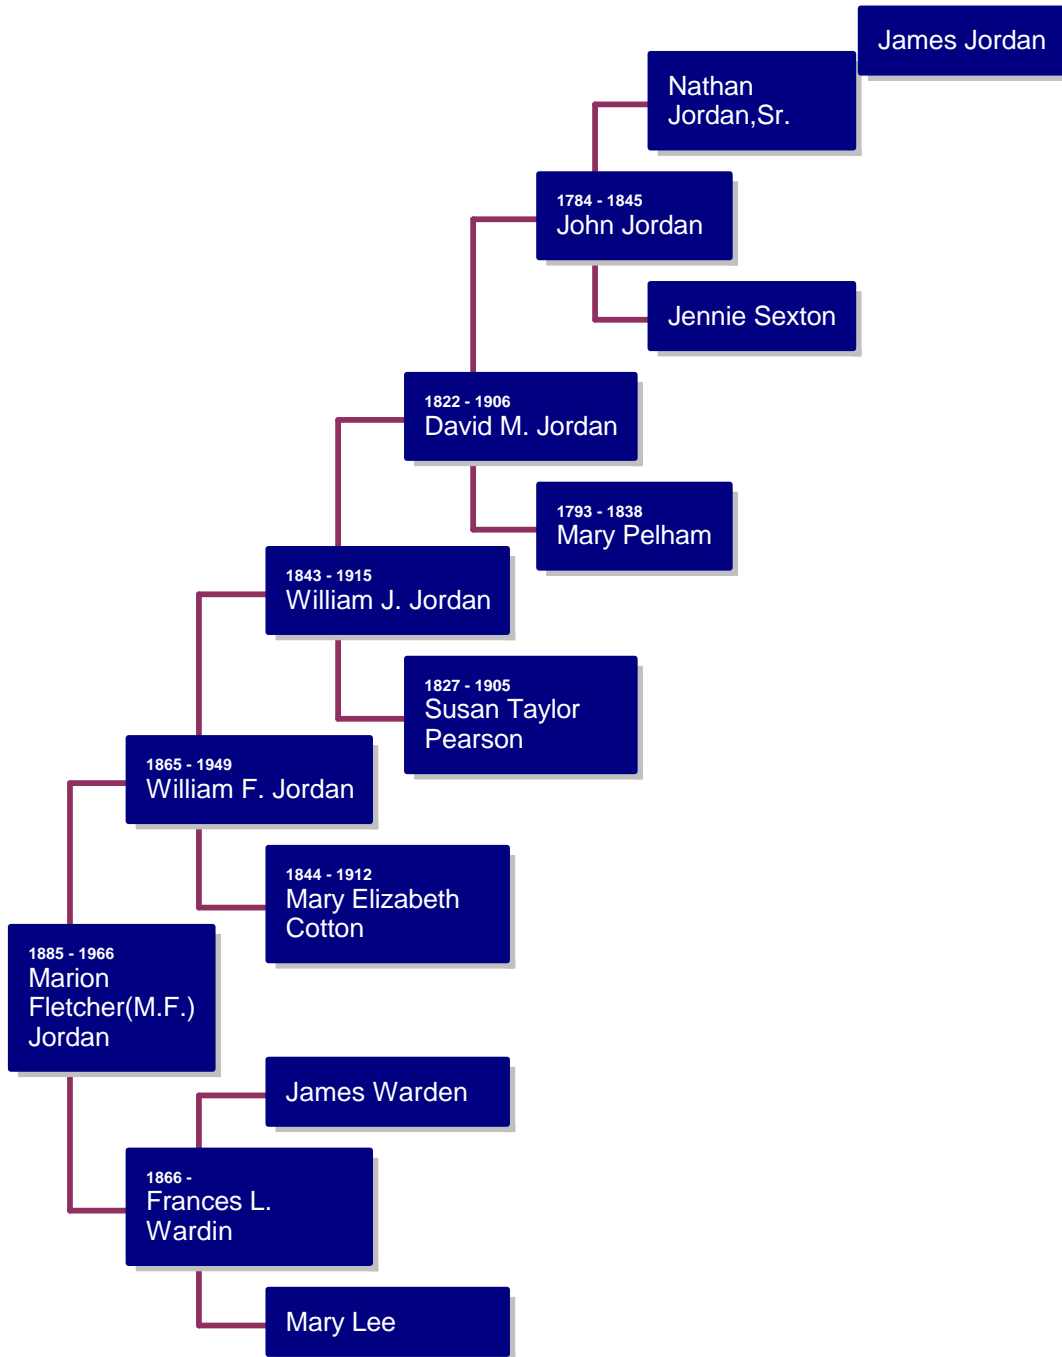 James Jordan
Nathan
Jordan,Sr.
1784 - 1845
John Jordan
Jennie Sexton
1822 - 1906
David M. Jordan
1793 - 1838
Mary Pelham
1843 - 1915
William J. Jordan
1827 - 1905
Susan Taylor
Pearson
1865 - 1949
William F. Jordan
1844 - 1912
Mary Elizabeth
Cotton
1885 - 1966
Marion
Fletcher(M.F.)
Jordan
James Warden
1866 -
Frances L.
Wardin
Mary Lee